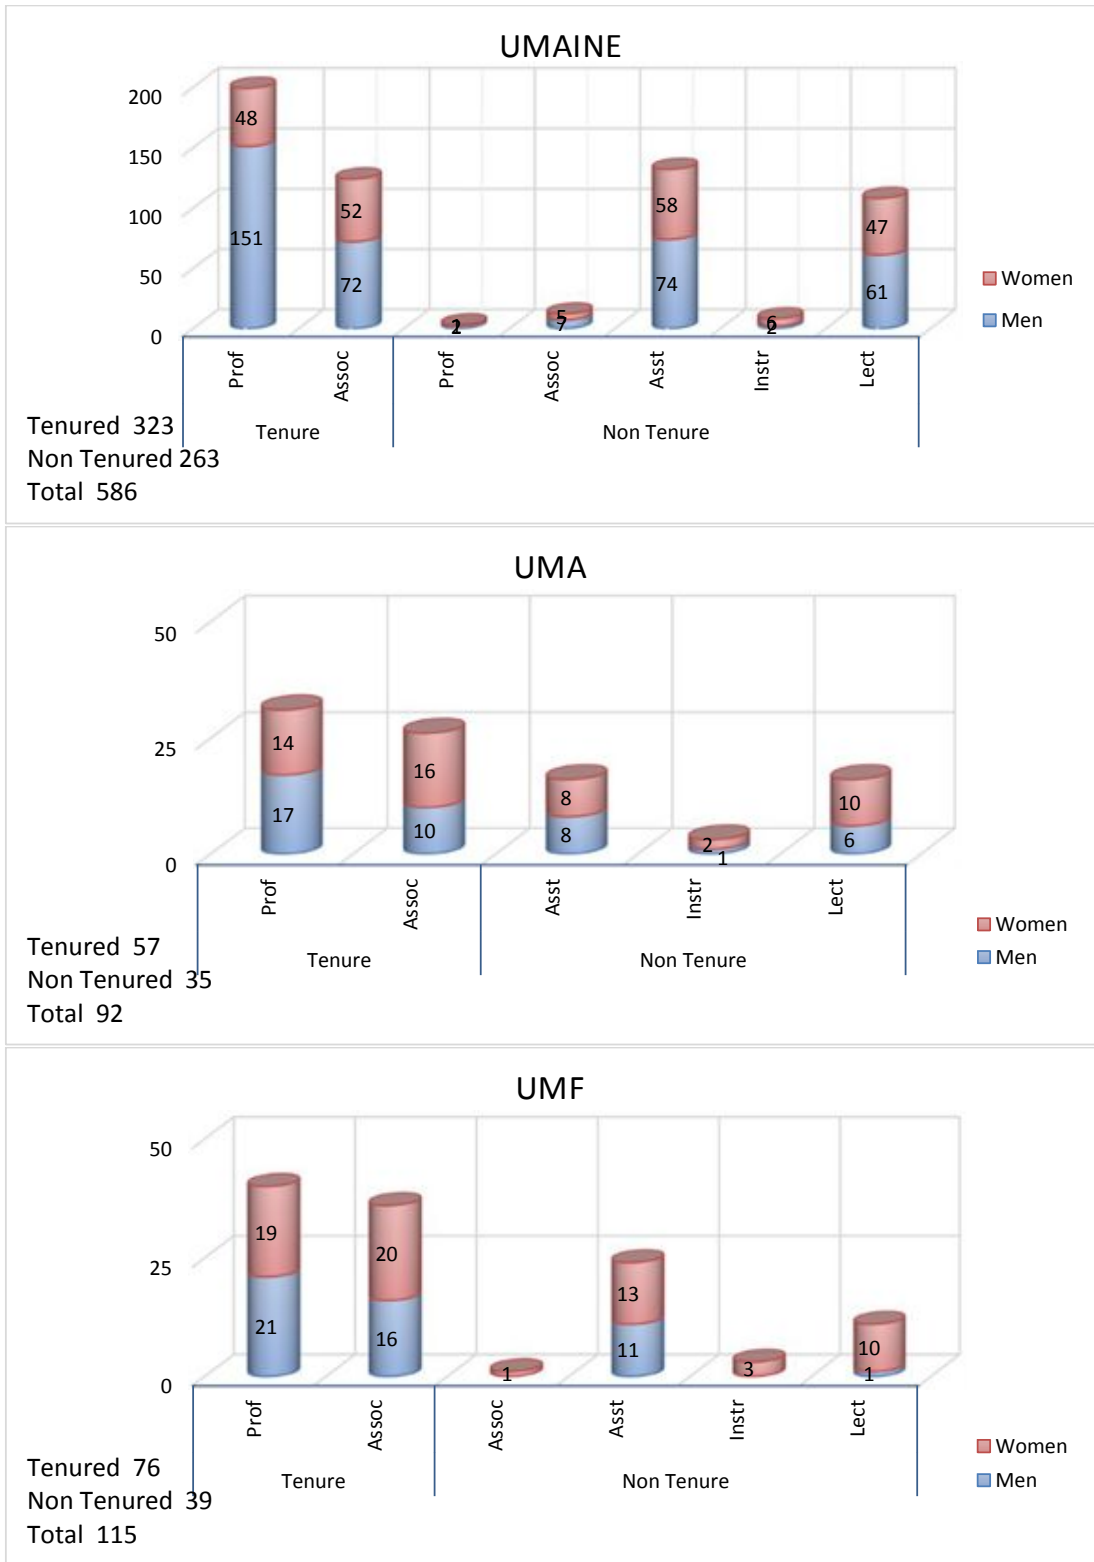 UMAINE
200
150
100
50
0
48
151
52
72
5
7
58
74
6
2
47
61
Women
Men
Prof
Assoc
Prof
Assoc
Asst
Instr
Lect
Tenure
Non Tenure
Tenured 323
Non Tenured 263
Total 586
UMA
50
25
0
14
17
16
10
8
8
2
1
10
6
Women
Men
Prof
Assoc
Asst
Instr
Lect
Tenure
Non Tenure
Tenured 57
Non Tenured 35
Total 92
UMF
50
25
0
19
21
20
16
1
13
11
3
10
1
Women
Men
Prof
Assoc
Assoc
Asst
Instr
Lect
Tenure
Non Tenure
Tenured 76
Non Tenured 39
Total 115